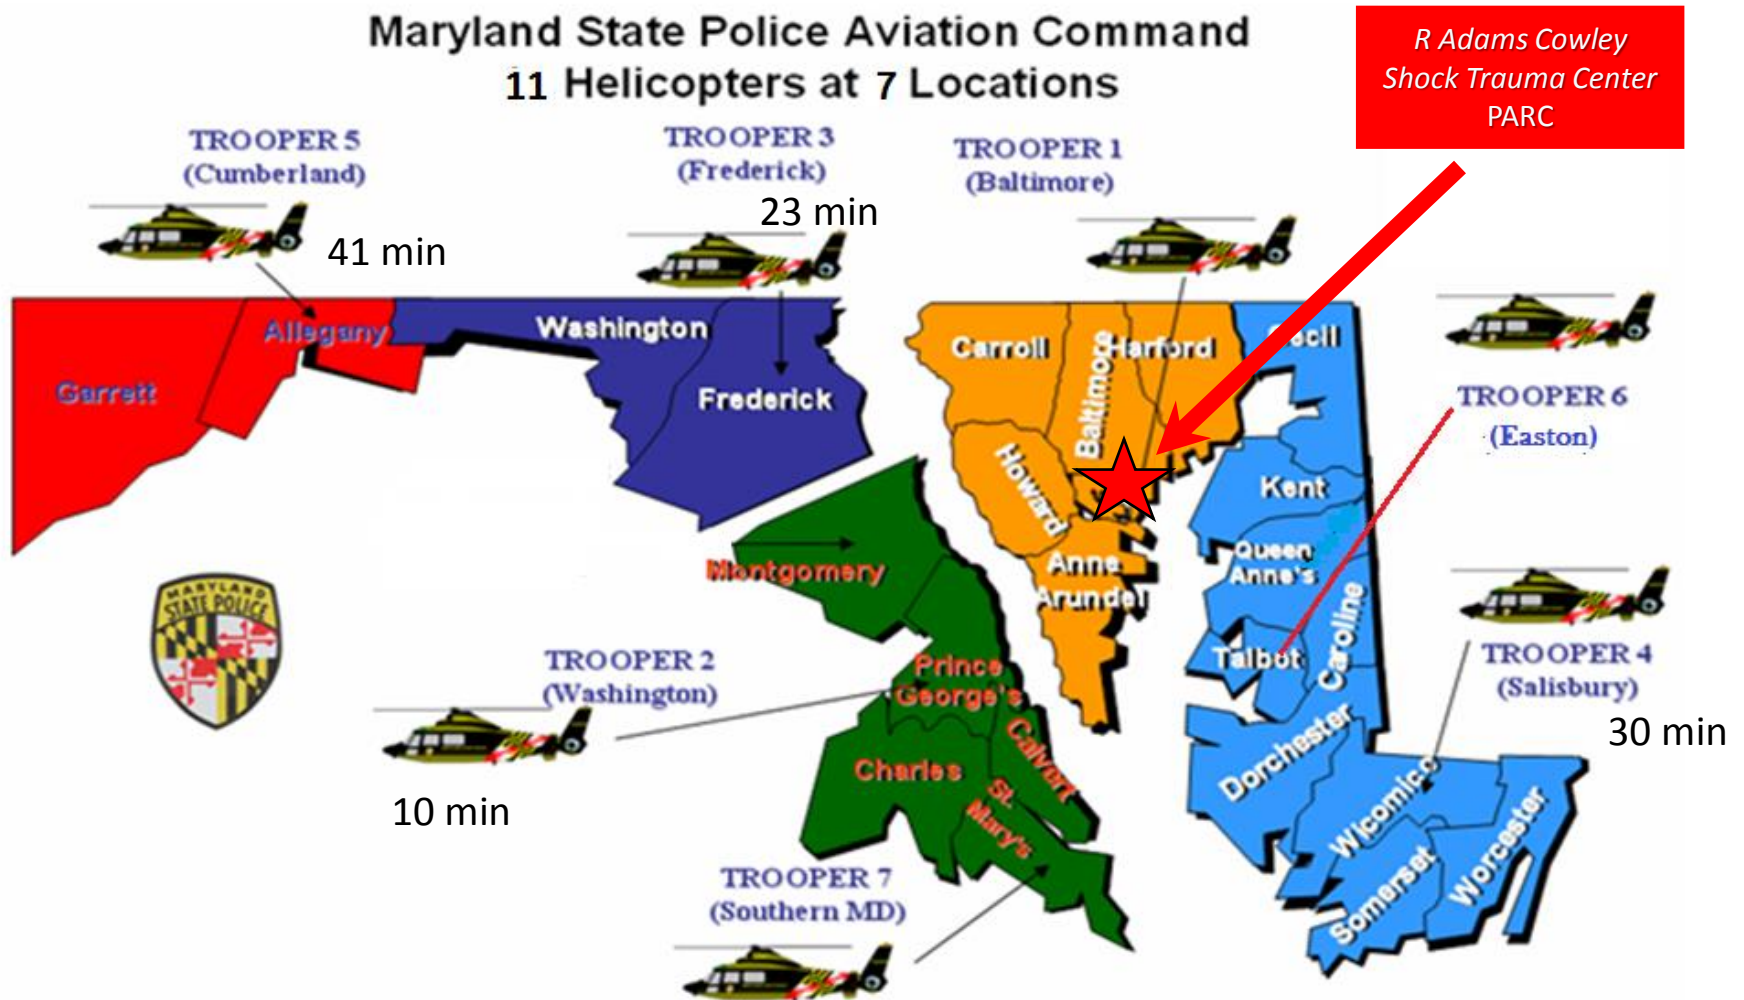 Maryland State Police Aviation Command
11 Helicopters at 7 Locations
R Adams Cowley
Shock Trauma Center
PARC
TROOPER 5
(Cumberland)
41 min
TROOPER 3
(Frederick)
23 min
TROOPER 1
(Baltimore)
TROOPER 6
(Easton)
Garrett
Allegany
Washington
Frederick
Carroll
Baltimore
Harford
Howard
Anne
Arundel
Kent
Queen
Anne's
Caroline
Talbot
Dorchester
Wicomico
Somerset
Worcester
Montgomery
Prince
George's
Calvert
Charles
St.
Mary's
MARYLAND
STATE POLICE
TROOPER 2
(Washington)
10 min
TROOPER 4
(Salisbury)
30 min
TROOPER 7
(Southern MD)